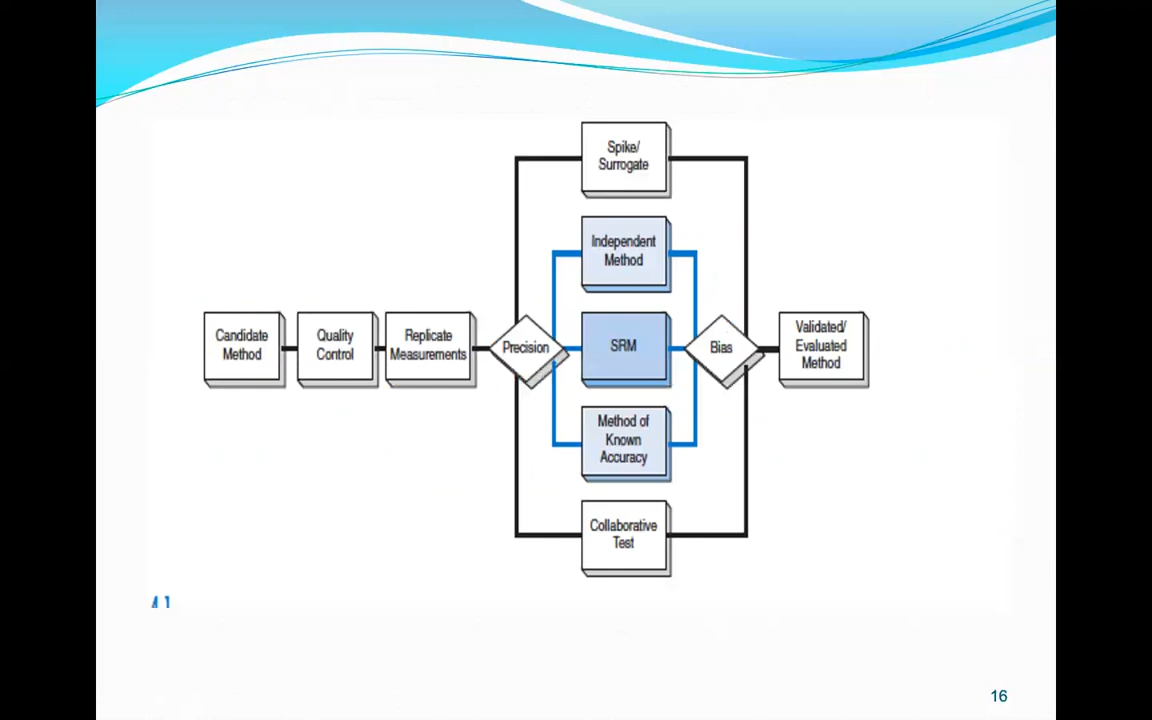 Spike/
Surrogate
Independent
Method
Candidate
Method
Quality
Control
Replicate
Measurements
Precision
SRM
Bias
Validated/
Evaluated
Method
Method of
Known
Accuracy
Collaborative
Test
16